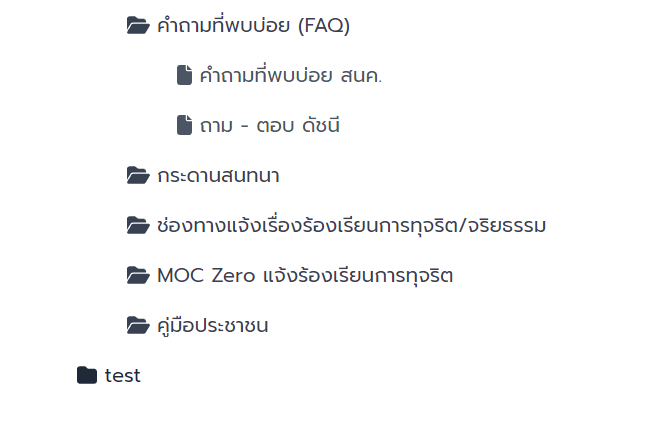 คำถามที่พบบ่อย (FAQ)
คำถามที่พบบ่อย สนค.
ถาม - ตอบ ดัชนี
กระดานสนทนา
ช่องทางแจ้งเรื่องร้องเรียนการทุจริต/จริยธรรม
MOC Zero แจ้งร้องเรียนการทุจริต
คู่มือประชาชน
test